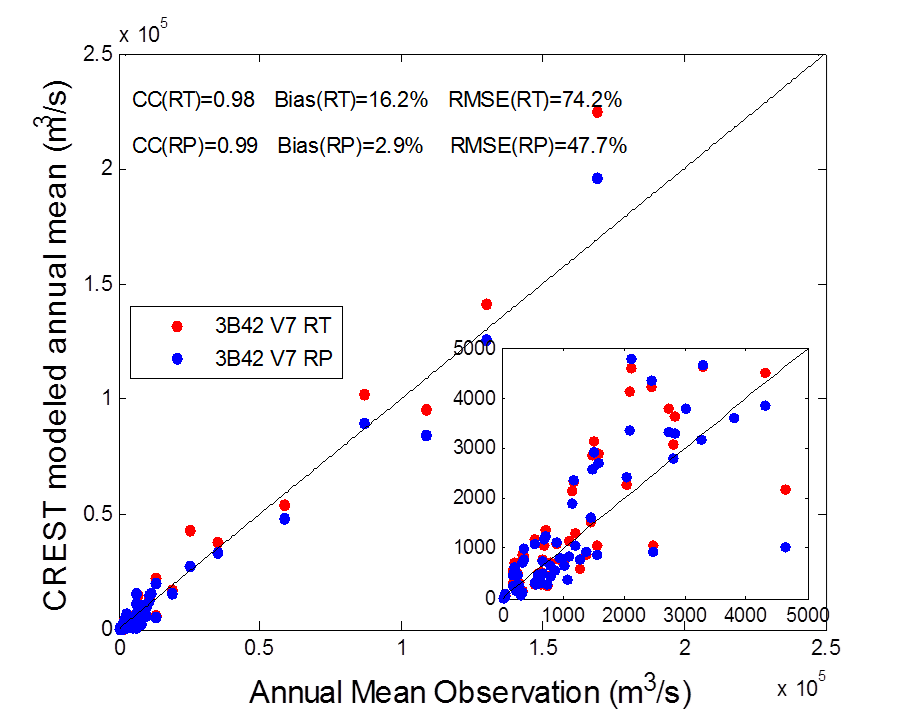 x 10^5
2.5
CC(RT)=0.98 Bias(RT)=16.2% RMSE(RT)=74.2%
CC(RP)=0.99 Bias(RP)=2.9% RMSE(RP)=47.7%
2
1.5
1
0.5
0
CREST modeled annual mean (m^3/s)
3B42 V7 RT
3B42 V7 RP
5000
4000
3000
2000
1000
0
0 1000 2000 3000 4000 5000
0 0.5 1 1.5 2 2.5
x 10^5
Annual Mean Observation (m^3/s)